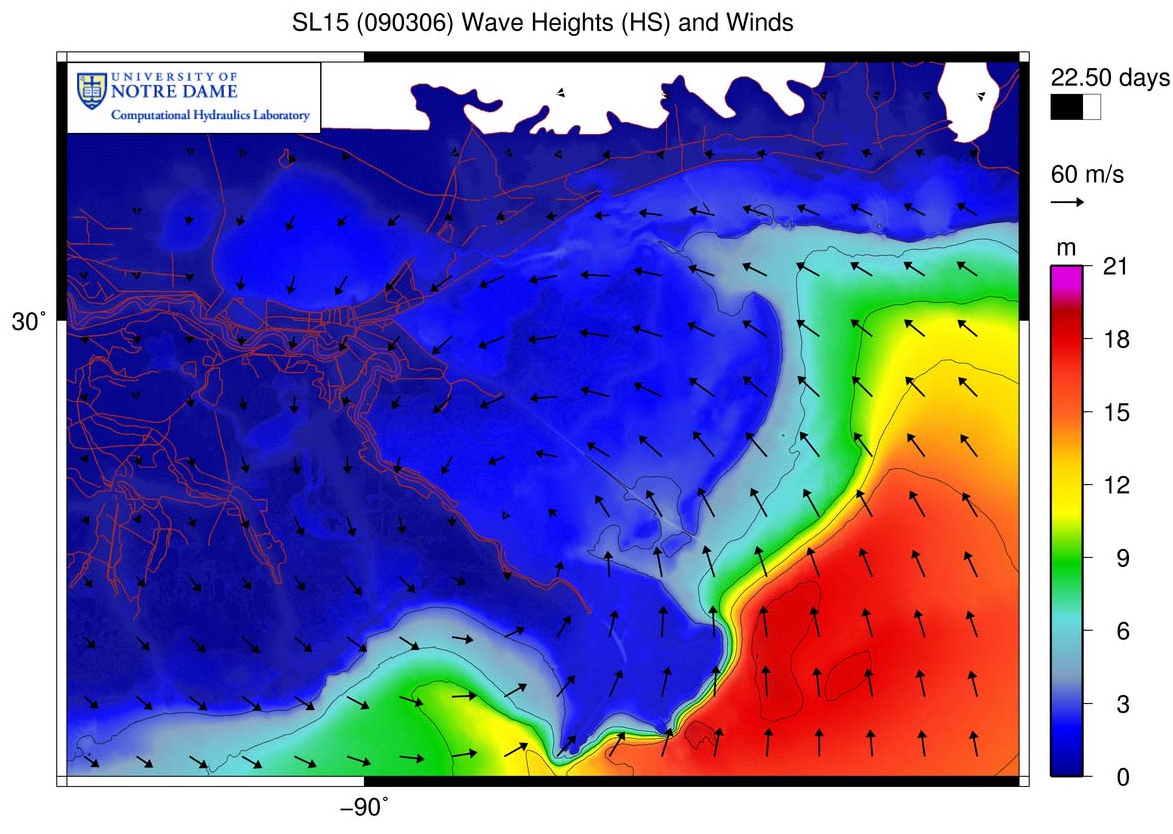 SL15 (090306) Wave Heights (HS) and Winds
UNIVERSITY OF
NOTRE DAME
Computational Hydraulics Laboratory
22.50 days
60 m/s
m
21
18
15
12
9
6
3
0
30°
−90°